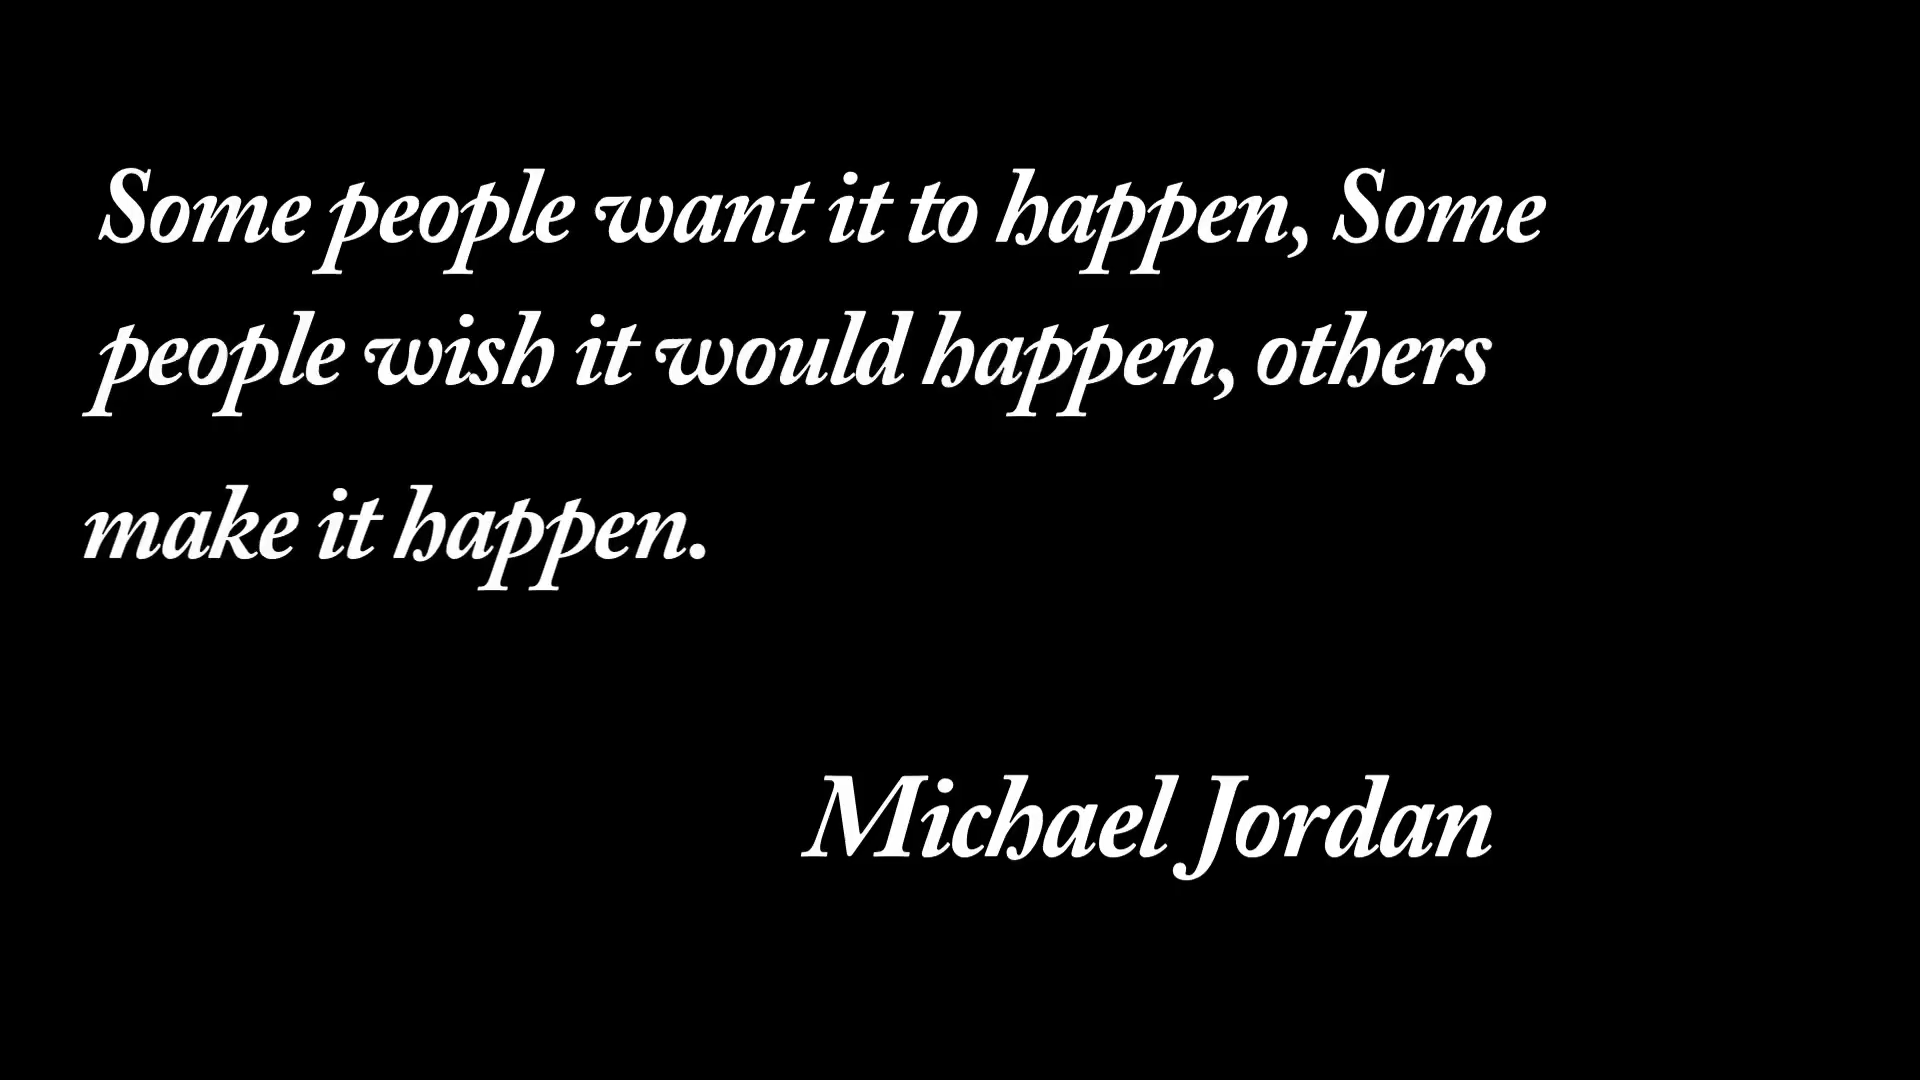 Some people want it to happen, Some
people wish it would happen, others
make it happen.
Michael Jordan